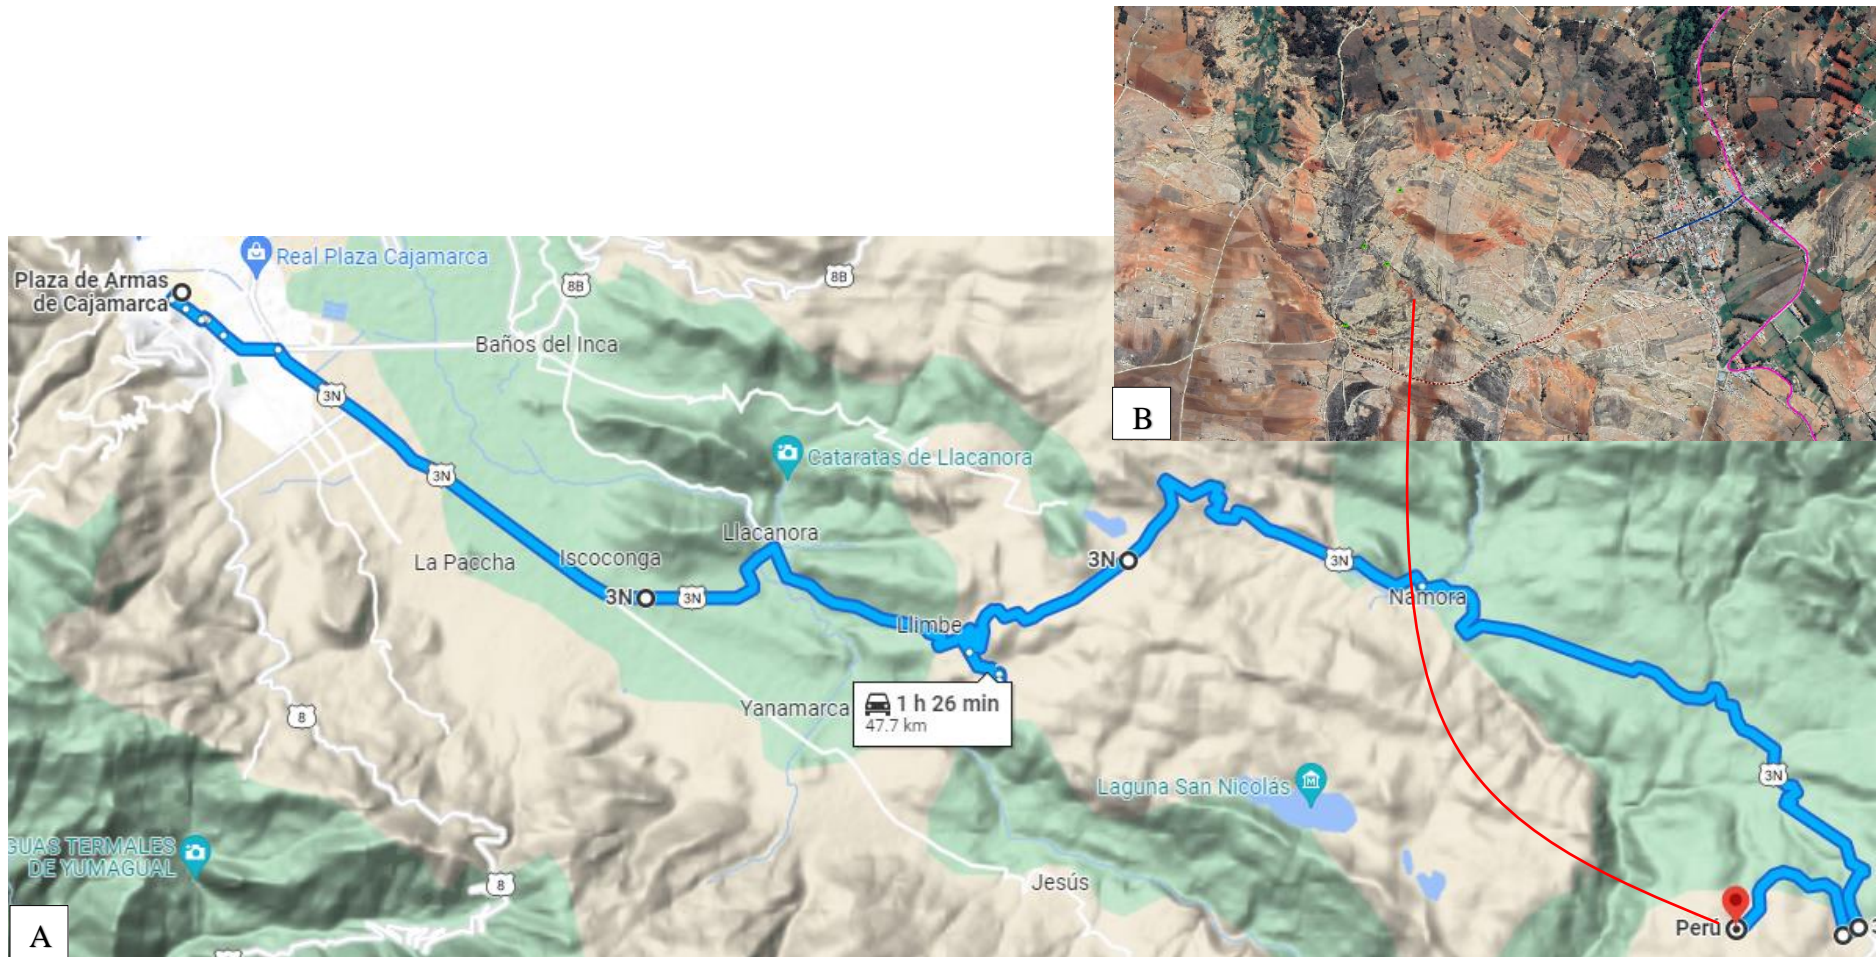 B
Real Plaza Cajamarca
Plaza de Armas
de Cajamarca
8B
8B
Baños del Inca
3N
3N
Cataratas de Llacanora
Llacanora
La Paccha
Iscoconga
3N
3N
3N
3N
Namora
Llimbe
Yanamarca
1 h 26 min
47.7 km
8
3N
Laguna San Nicolás
GUAS TERMALES
DE YUMAGUAL
8
Jesús
Perú
3
A